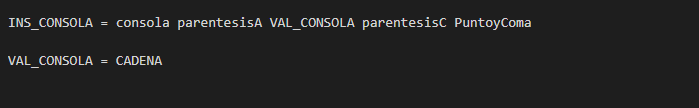 INS_CONSOLA = consola parentesisA VAL_CONSOLA parentesisC PuntoyComa
VAL_CONSOLA = CADENA